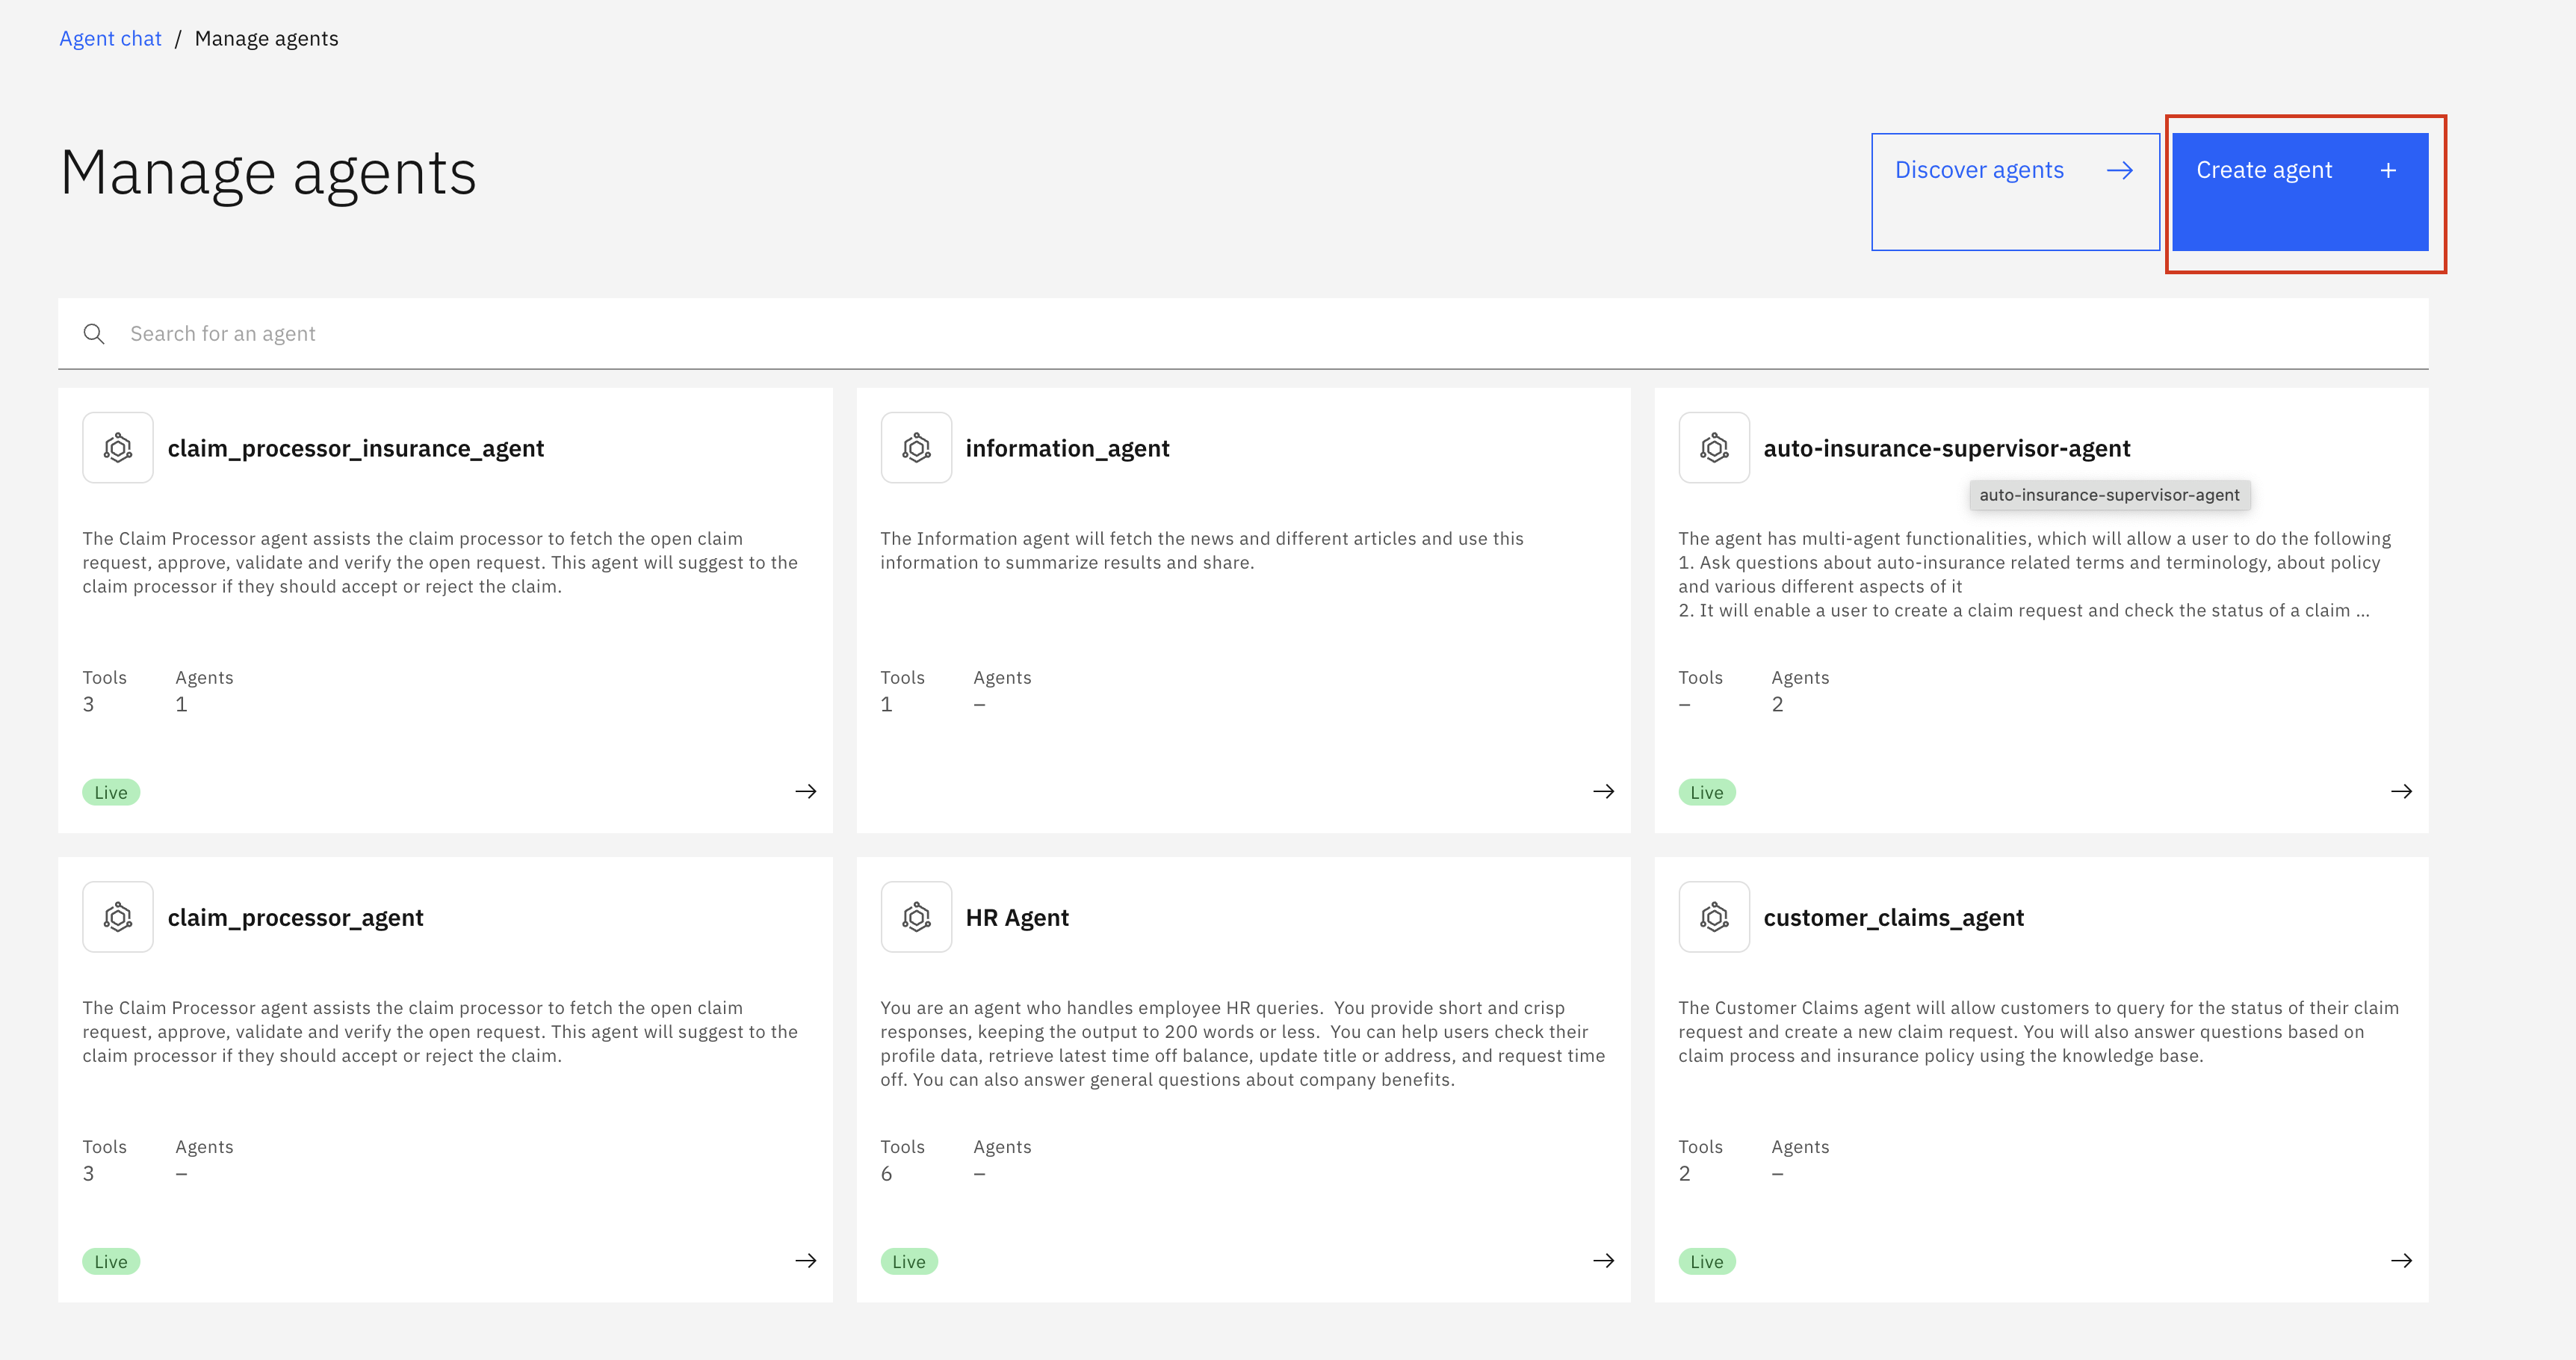 Agent chat / Manage agents
Manage agents
Discover agents
Create agent
Search for an agent
claim_processor_insurance_agent
The Claim Processor agent assists the claim processor to fetch the open claim
request, approve, validate and verify the open request. This agent will suggest to the
claim processor if they should accept or reject the claim.
Tools Agents
3 1
Live
information_agent
The Information agent will fetch the news and different articles and use this
information to summarize results and share.
Tools Agents
1 –
auto-insurance-supervisor-agent
auto-insurance-supervisor-agent
The agent has multi-agent functionalities, which will allow a user to do the following
1. Ask questions about auto-insurance related terms and terminology, about policy
and various different aspects of it
2. It will enable a user to create a claim request and check the status of a claim ...
Tools Agents
– 2
Live
claim_processor_agent
The Claim Processor agent assists the claim processor to fetch the open claim
request, approve, validate and verify the open request. This agent will suggest to the
claim processor if they should accept or reject the claim.
Tools Agents
3 –
Live
HR Agent
You are an agent who handles employee HR queries.  You provide short and crisp
responses, keeping the output to 200 words or less.  You can help users check their
profile data, retrieve latest time off balance, update title or address, and request time
off. You can also answer general questions about company benefits.
Tools Agents
6 –
Live
customer_claims_agent
The Customer Claims agent will allow customers to query for the status of their claim
request and create a new claim request. You will also answer questions based on
claim process and insurance policy using the knowledge base.
Tools Agents
2 –
Live